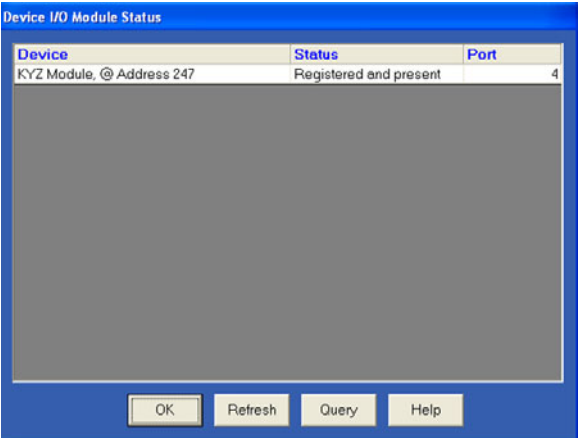 Device I/O Module Status
Device Status Port
KYZ Module, @ Address 247 Registered and present 4
OK Refresh Query Help